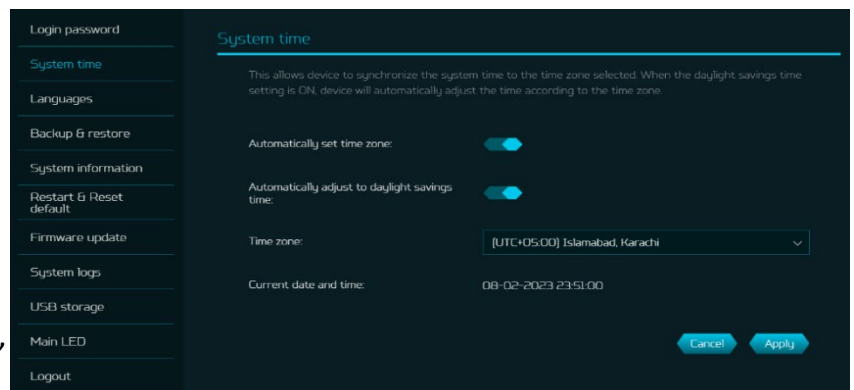 Login password
System time
Languages
Backup & restore
System information
Restart & Reset
default
Firmware update
System logs
USB storage
Main LED
Logout
System time
This allows device to synchronize the system time to the time zone selected. When the daylight savings time
setting is ON, device will automatically adjust the time according to the time zone.
Automatically set time zone:
Automatically adjust to daylight savings
time:
Time zone:
(UTC+05:00) Islamabad, Karachi
Current date and time:
08-02-2023 23:51:00
Cancel
Apply
,